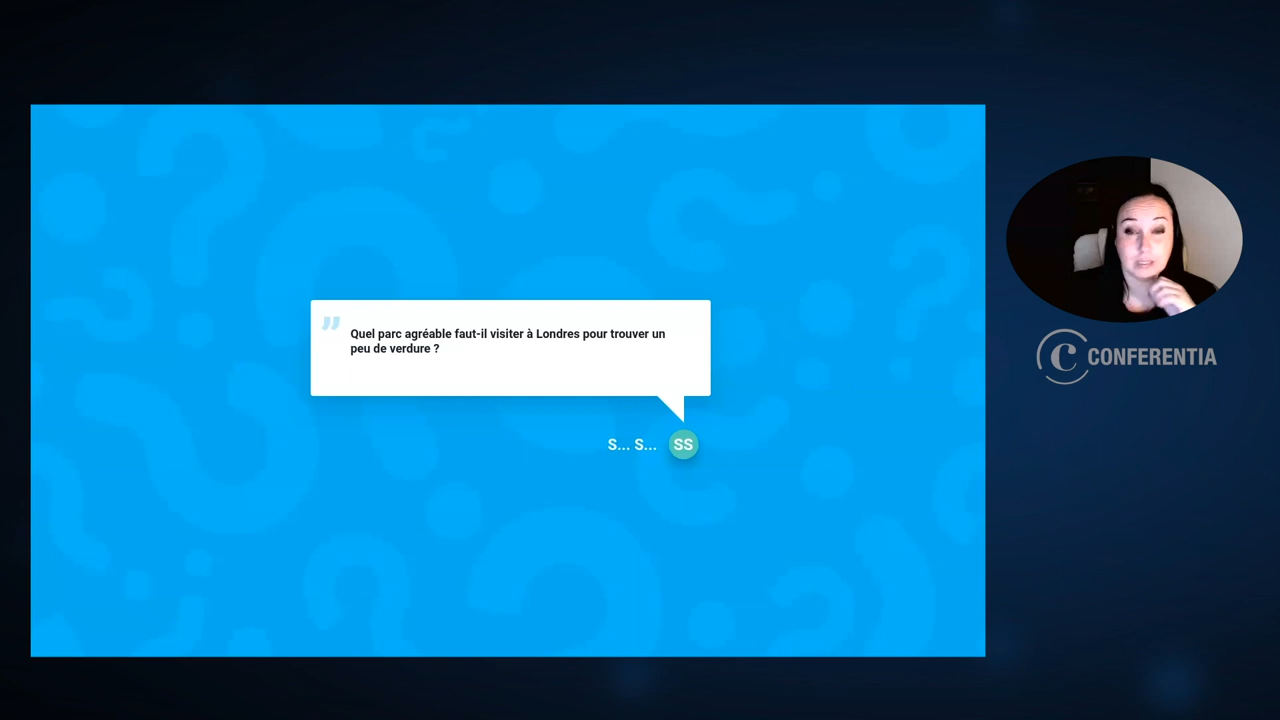 Quel parc agréable faut-il visiter à Londres pour trouver un
peu de verdure ?
S... S...
SS
CONFERENTIA